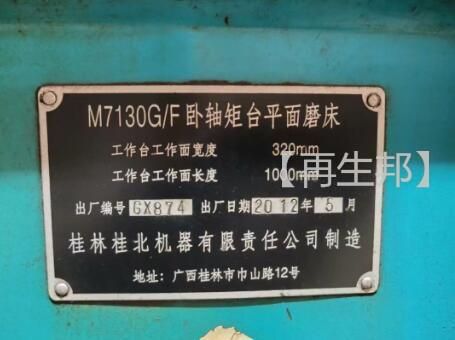 M7130G/F 卧轴矩台平面磨床
工作台工作面宽度 320mm
工作台工作面长度 1000mm
【再生邦】
出厂编号 GX874 出厂日期 2012年 5月
桂林桂北机器有限责任公司制造
地址：广西桂林市巾山路12号